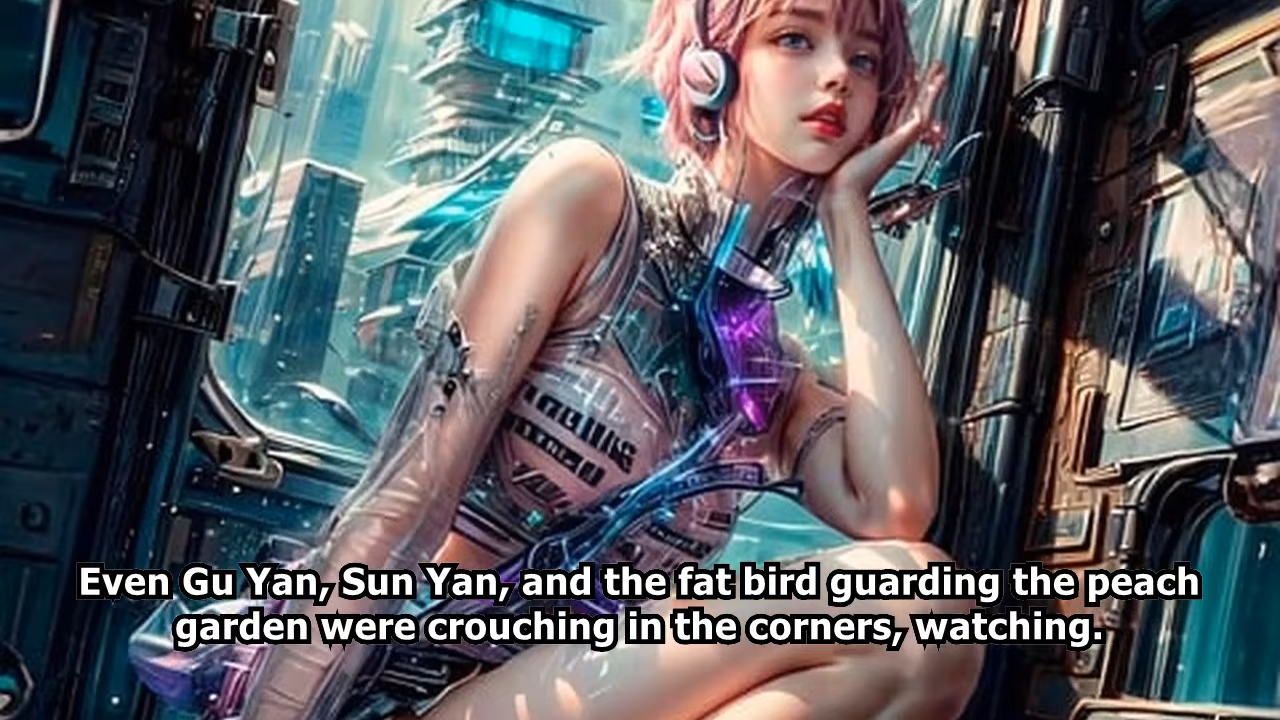 Even Gu Yan, Sun Yan, and the fat bird guarding the peach
garden were crouching in the corners, watching.